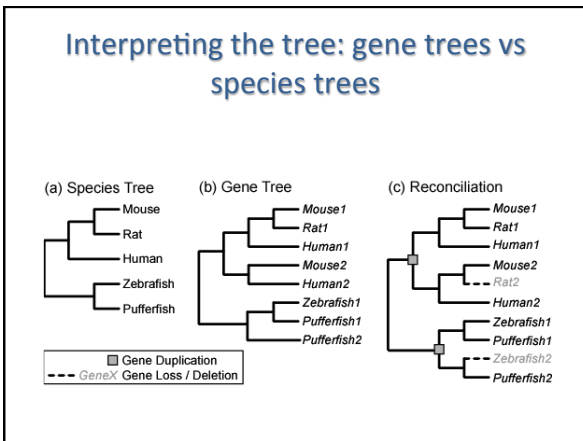 Interpreting the tree: gene trees vs
species trees
(a) Species Tree
Mouse
Rat
Human
Zebrafish
Pufferfish
(b) Gene Tree
Mouse1
Rat1
Human1
Mouse2
Human2
Zebrafish1
Pufferfish1
Pufferfish2
(c) Reconciliation
Mouse1
Rat1
Human1
Mouse2
Rat2
Human2
Zebrafish1
Pufferfish1
Zebrafish2
Pufferfish2
Gene Duplication
GeneX Gene Loss / Deletion